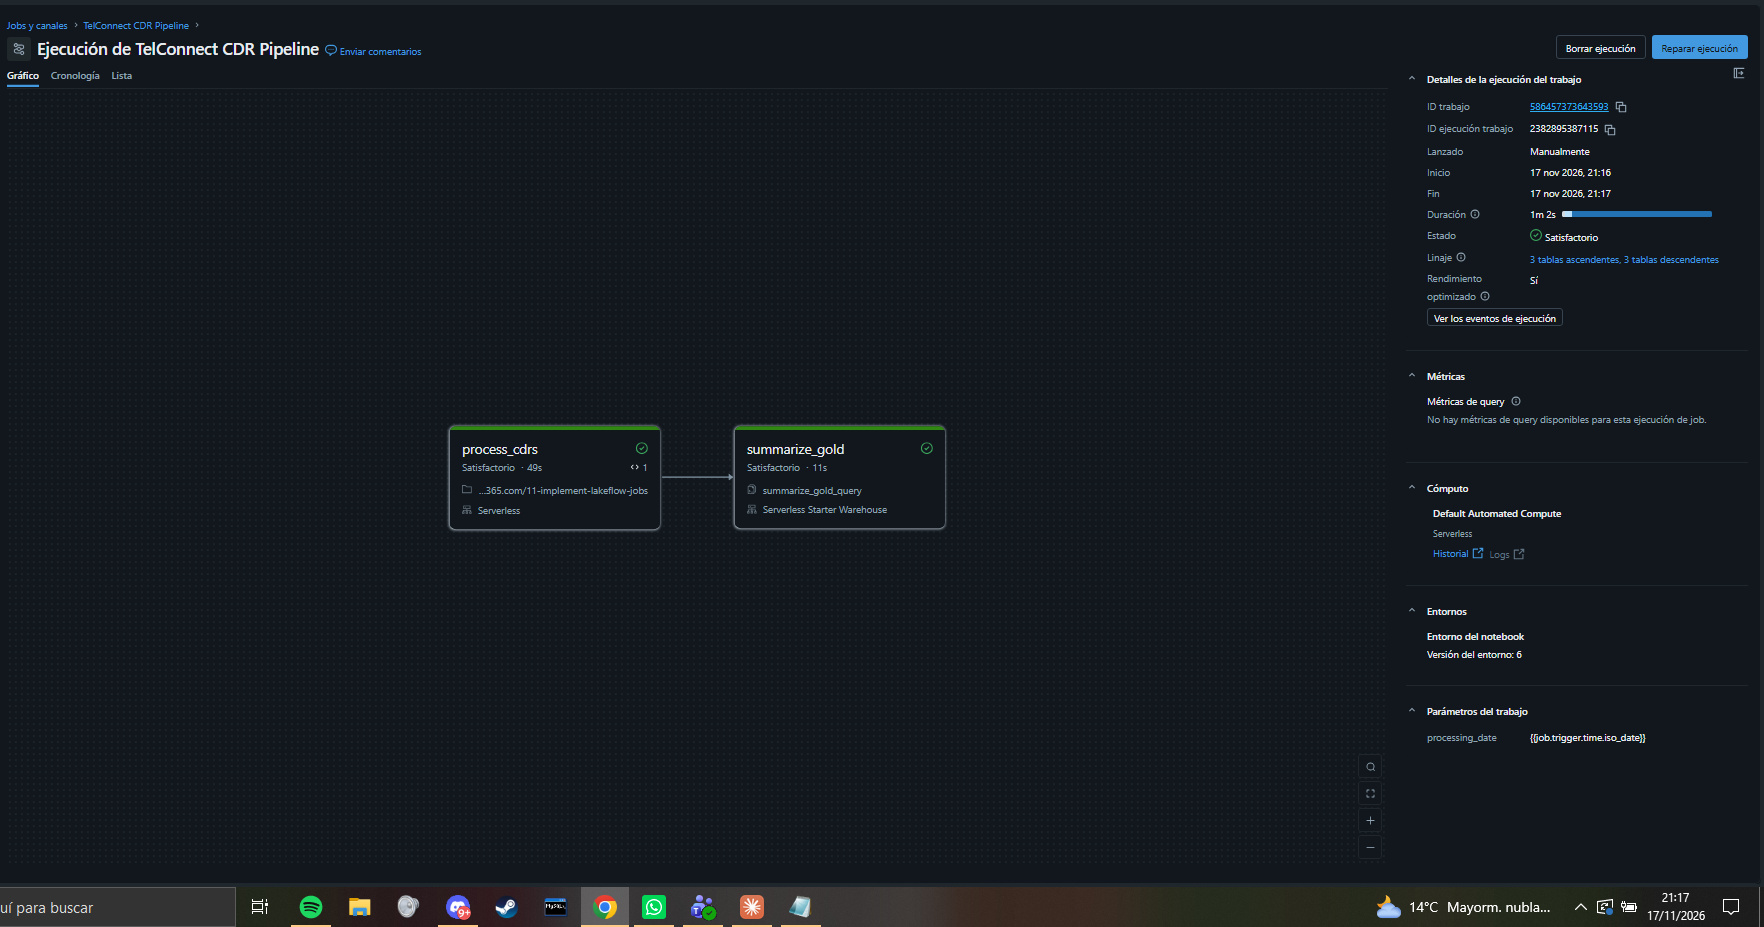 Jobs y canales › TelConnect CDR Pipeline ›
Ejecución de TelConnect CDR Pipeline Enviar comentarios
Borrar ejecución Reparar ejecución
Gráfico Cronología Lista
process_cdrs
Satisfactorio · 49s 1
...365.com/11-implement-lakeflow-jobs
Serverless
summarize_gold
Satisfactorio · 11s
summarize_gold_query
Serverless Starter Warehouse
Detalles de la ejecución del trabajo
ID trabajo 586457373643593
ID ejecución trabajo 2382895387115
Lanzado Manualmente
Inicio 17 nov 2026, 21:16
Fin 17 nov 2026, 21:17
Duración 1m 2s
Estado Satisfactorio
Linaje 3 tablas ascendentes, 3 tablas descendentes
Rendimiento optimizado Sí
Ver los eventos de ejecución
Métricas
Métricas de query
No hay métricas de query disponibles para esta ejecución de job.
Cómputo
Default Automated Compute
Serverless
Historial Logs
Entornos
Entorno del notebook
Versión del entorno: 6
Parámetros del trabajo
processing_date {{job.trigger.time.iso_date}}
uí para buscar
9+
MySQL
14°C Mayorm. nubla...
21:17
17/11/2026